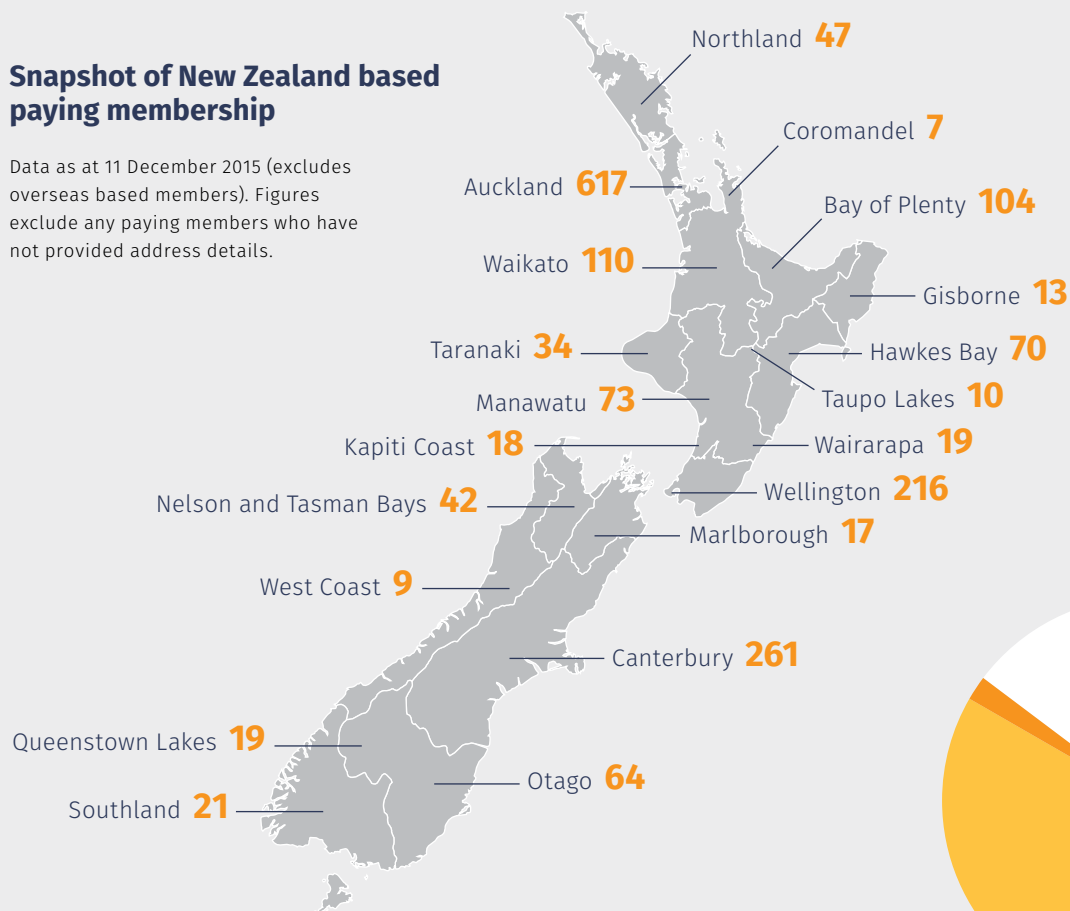 Snapshot of New Zealand based
paying membership
Data as at 11 December 2015 (excludes
overseas based members). Figures
exclude any paying members who have
not provided address details.
Northland 47
Coromandel 7
Auckland 617
Bay of Plenty 104
Waikato 110
Gisborne 13
Taranaki 34
Hawkes Bay 70
Manawatu 73
Taupo Lakes 10
Kapiti Coast 18
Wairarapa 19
Wellington 216
Nelson and Tasman Bays 42
Marlborough 17
West Coast 9
Canterbury 261
Queenstown Lakes 19
Otago 64
Southland 21